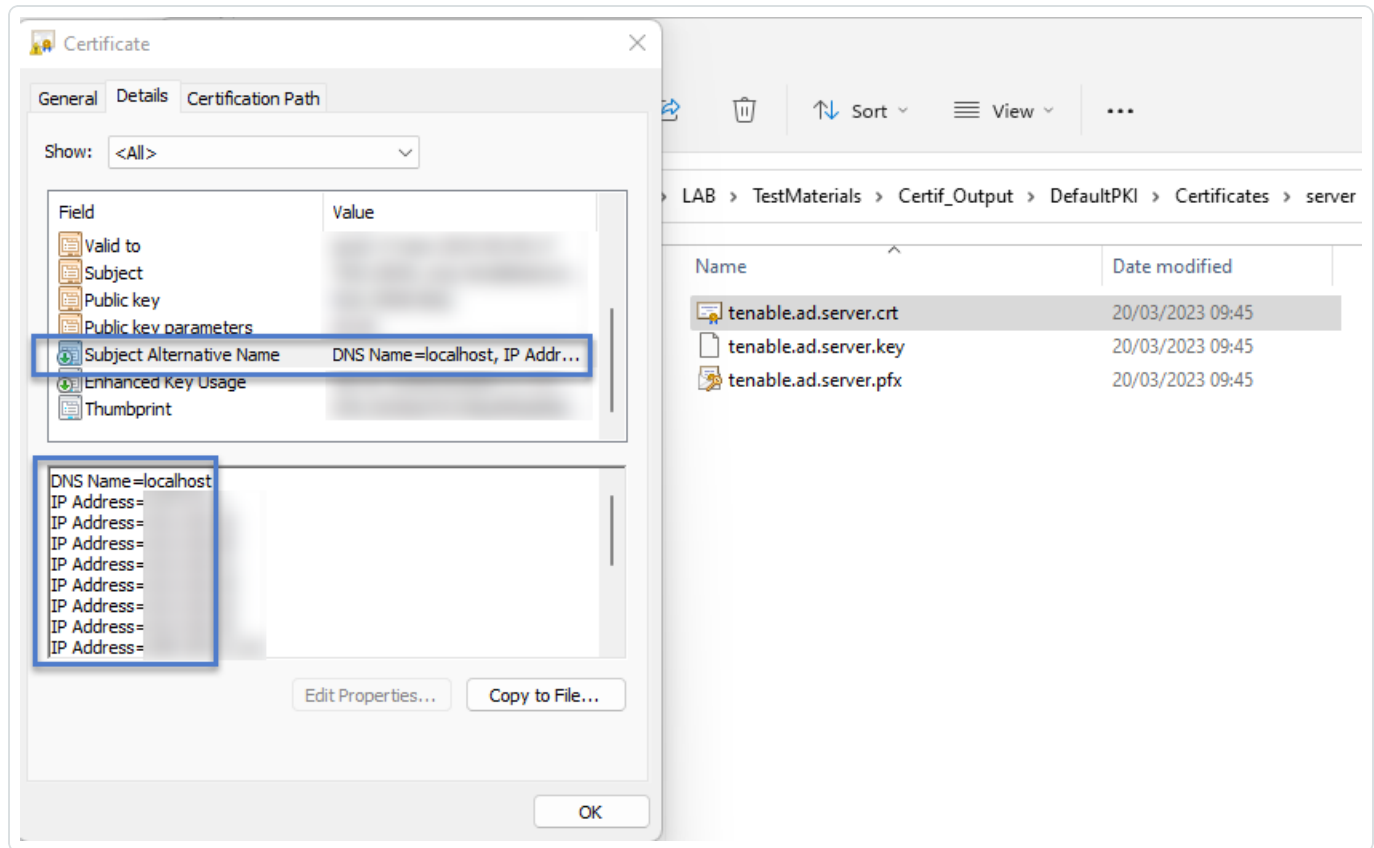 Certificate
General Details Certification Path
Show: <All>
Field Value
Valid to
Subject
Public key
Public key parameters
Subject Alternative Name DNS Name=localhost, IP Addr...
Enhanced Key Usage
Thumbprint
DNS Name=localhost
IP Address=
IP Address=
IP Address=
IP Address=
IP Address=
IP Address=
IP Address=
IP Address=
Edit Properties... Copy to File...
OK
Sort View ...
> LAB > TestMaterials > Certif_Output > DefaultPKI > Certificates > server
Name Date modified
tenable.ad.server.crt 20/03/2023 09:45
tenable.ad.server.key 20/03/2023 09:45
tenable.ad.server.pfx 20/03/2023 09:45